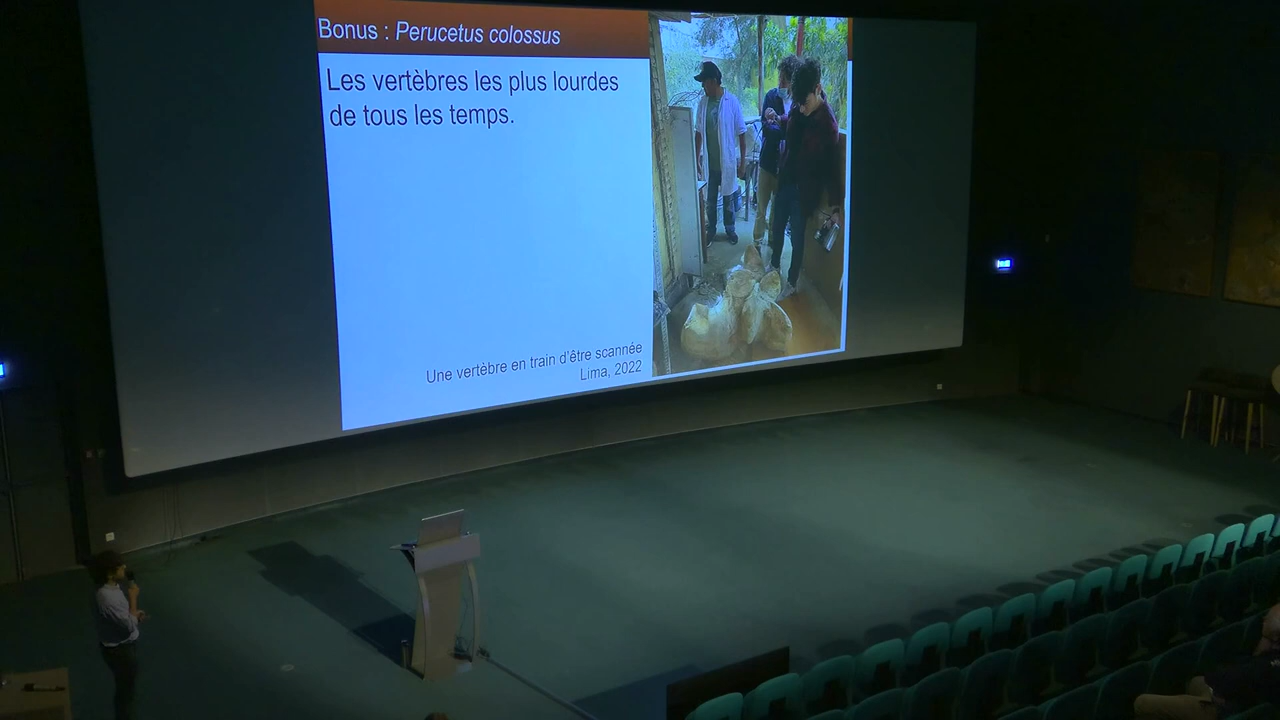 Bonus : Perucetus colossus
Les vertèbres les plus lourdes
de tous les temps.
Une vertèbre en train d'être scannée
Lima, 2022